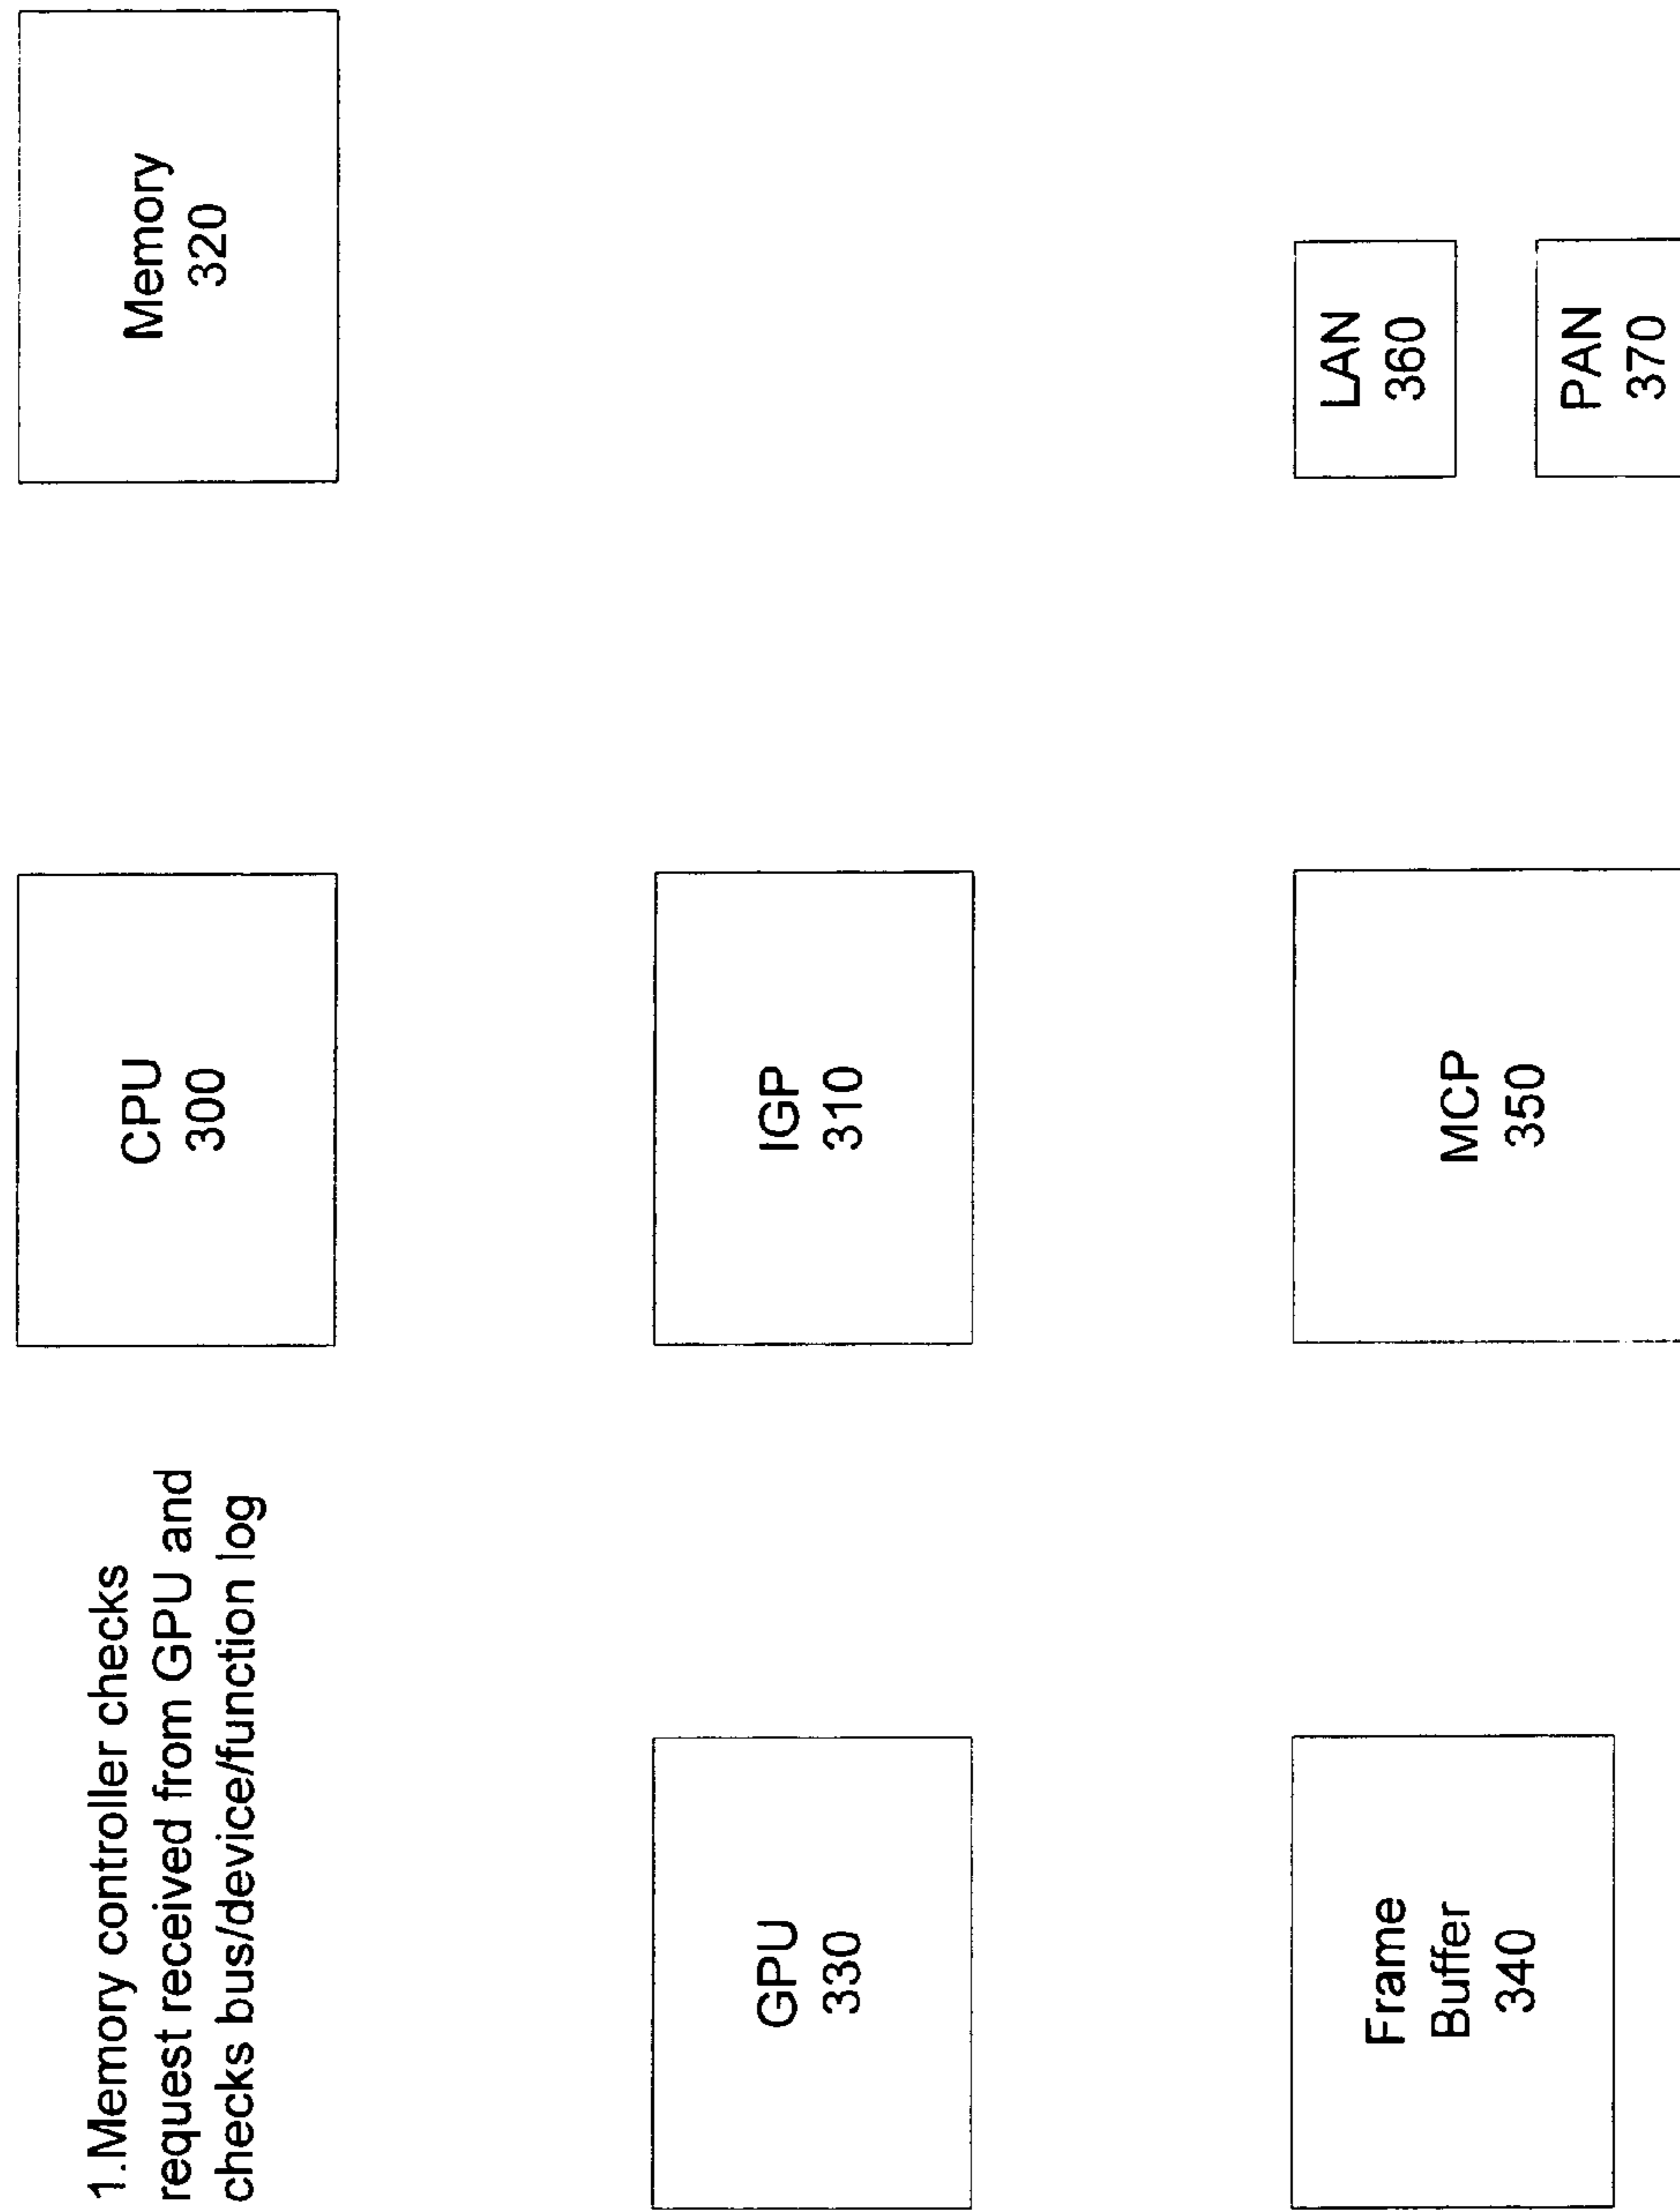 1.Memory controller checks
request received from GPU and
checks bus/device/function log
CPU
300
Memory
320
GPU
330
IGP
310
Frame
Buffer
340
MCP
350
LAN
360
PAN
370